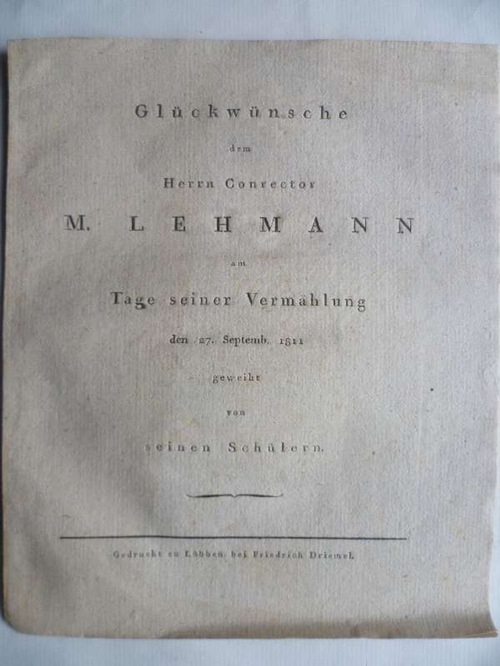 Glückwünsche
dem
Herrn Conrector
M. LEHMANN
am
Tage seiner Vermählung
den 27. Septemb. 1811
geweiht
von
seinen Schülern.
Gedruckt zu Lübben, bei Friedrich Driemel.